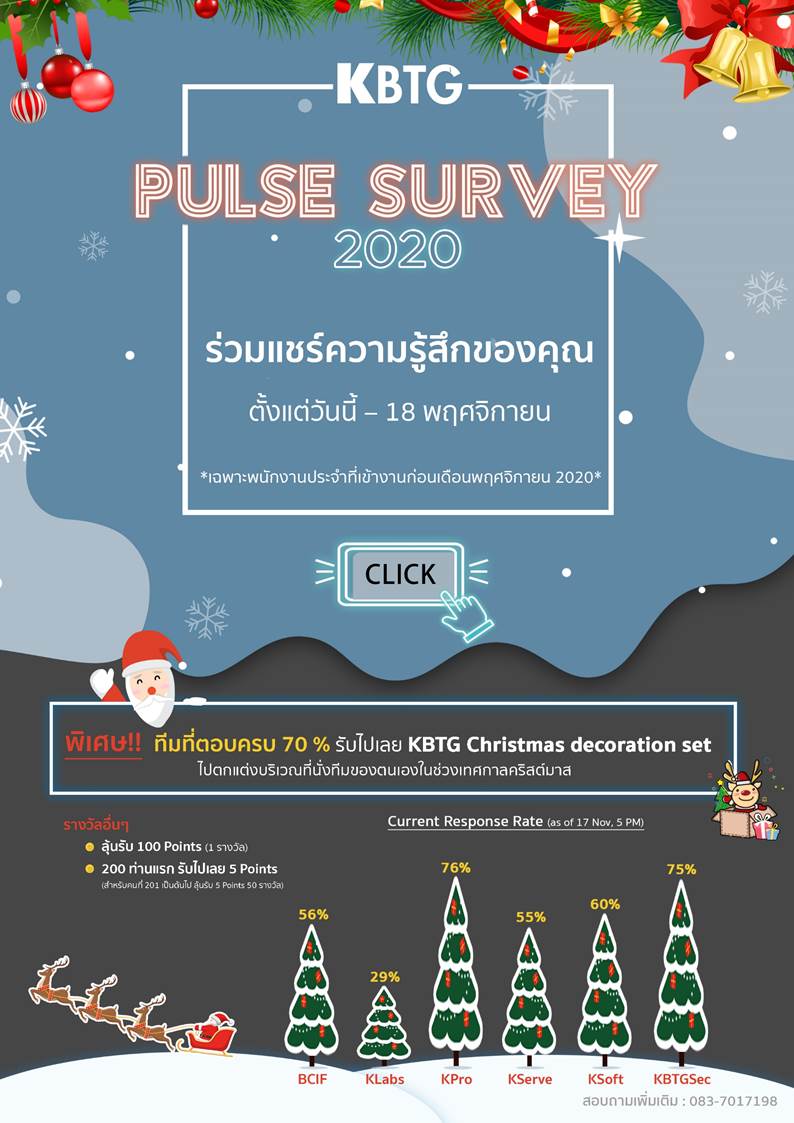 KBTG
PULSE SURVEY
2020
ร่วมแชร์ความรู้สึกของคุณ
ตั้งแต่วันนี้ – 18 พฤศจิกายน
*เฉพาะพนักงานประจำที่เข้างานก่อนเดือนพฤศจิกายน 2020*
CLICK
พิเศษ!! ทีมที่ตอบครบ 70 % รับไปเลย KBTG Christmas decoration set
ไปตกแต่งบริเวณที่นั่งทีมของตนเองในช่วงเทศกาลคริสต์มาส
รางวัลอื่นๆ
ลุ้นรับ 100 Points (1 รางวัล)
200 ท่านแรก รับไปเลย 5 Points
(สำหรับคนที่ 201 เป็นต้นไป ลุ้นรับ 5 Points 50 รางวัล)
Current Response Rate (as of 17 Nov, 5 PM)
56% 29% 76% 55% 60% 75%
BCIF KLabs KPro KServe KSoft KBTGSec
สอบถามเพิ่มเติม : 083-7017198